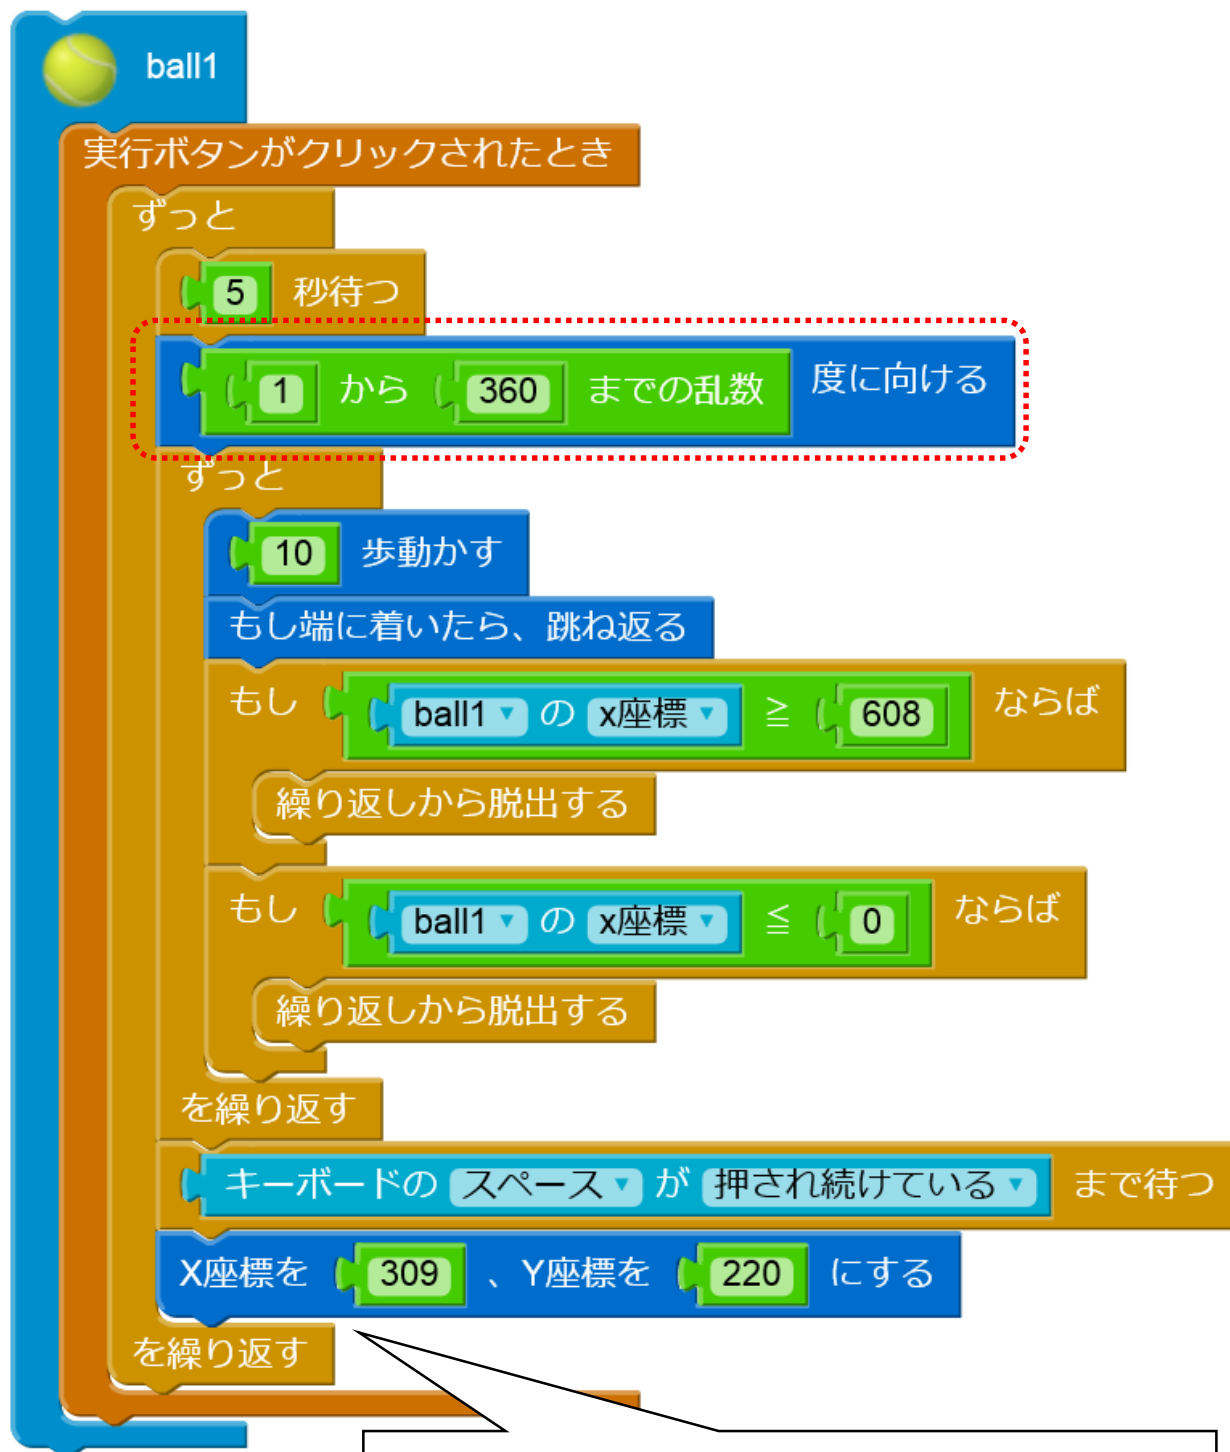 ball1
実行ボタンがクリックされたとき
ずっと
5 秒待つ
1 から 360 までの乱数 度に向ける
ずっと
10 歩動かす
もし端に着いたら、跳ね返る
もし ball1 の x座標 ≧ 608 ならば
繰り返しから脱出する
もし ball1 の x座標 ≦ 0 ならば
繰り返しから脱出する
を繰り返す
キーボードの スペース が 押され続けている まで待つ
X座標を 309 、Y座標を 220 にする
を繰り返す